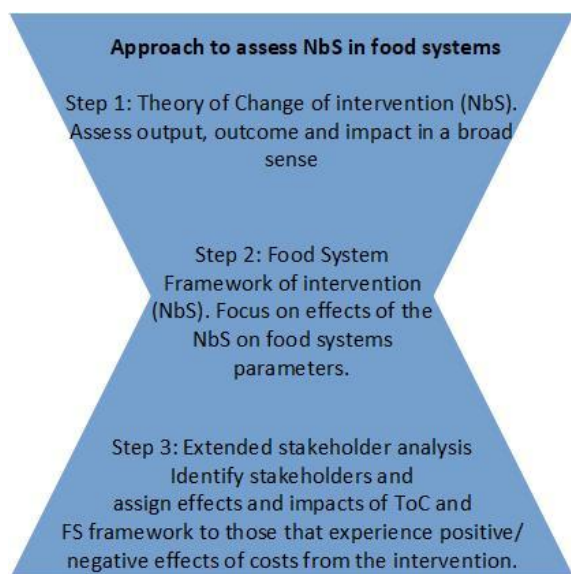 Approach to assess NbS in food systems
Step 1: Theory of Change of intervention (NbS).
Assess output, outcome and impact in a broad
sense
Step 2: Food System
Framework of intervention
(NbS). Focus on effects of the
NbS on food systems
parameters.
Step 3: Extended stakeholder analysis
Identify stakeholders and
assign effects and impacts of ToC and
FS framework to those that experience positive/
negative effects of costs from the intervention.